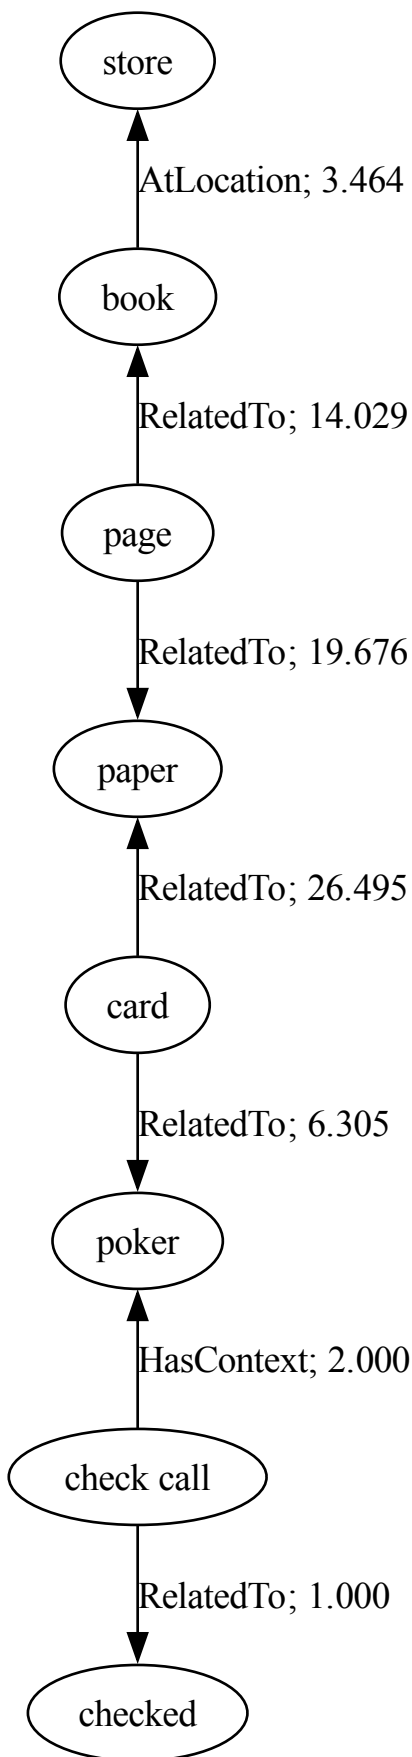 store
AtLocation; 3.464
book
RelatedTo; 14.029
page
RelatedTo; 19.676
paper
RelatedTo; 26.495
card
RelatedTo; 6.305
poker
HasContext; 2.000
check call
RelatedTo; 1.000
checked